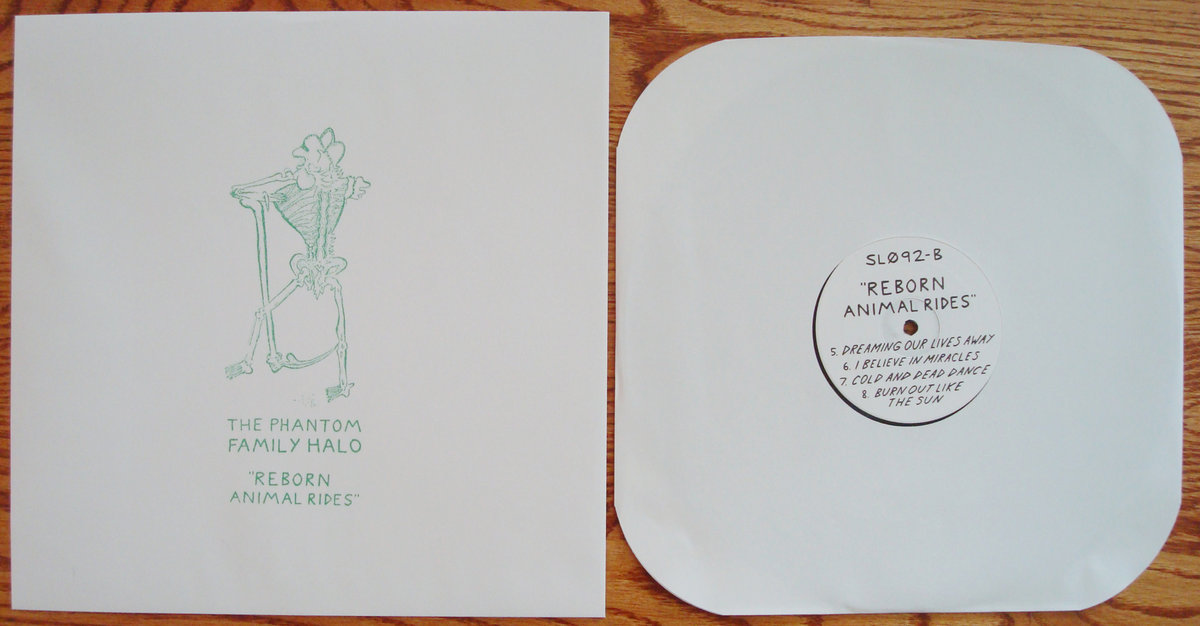 THE PHANTOM
FAMILY HALO
"REBORN
ANIMAL RIDES"
SLØ92-B
"REBORN
ANIMAL RIDES"
5. DREAMING OUR LIVES AWAY
6. I BELIEVE IN MIRACLES
7. COLD AND DEAD DANCE
8. BURN OUT LIKE
THE SUN